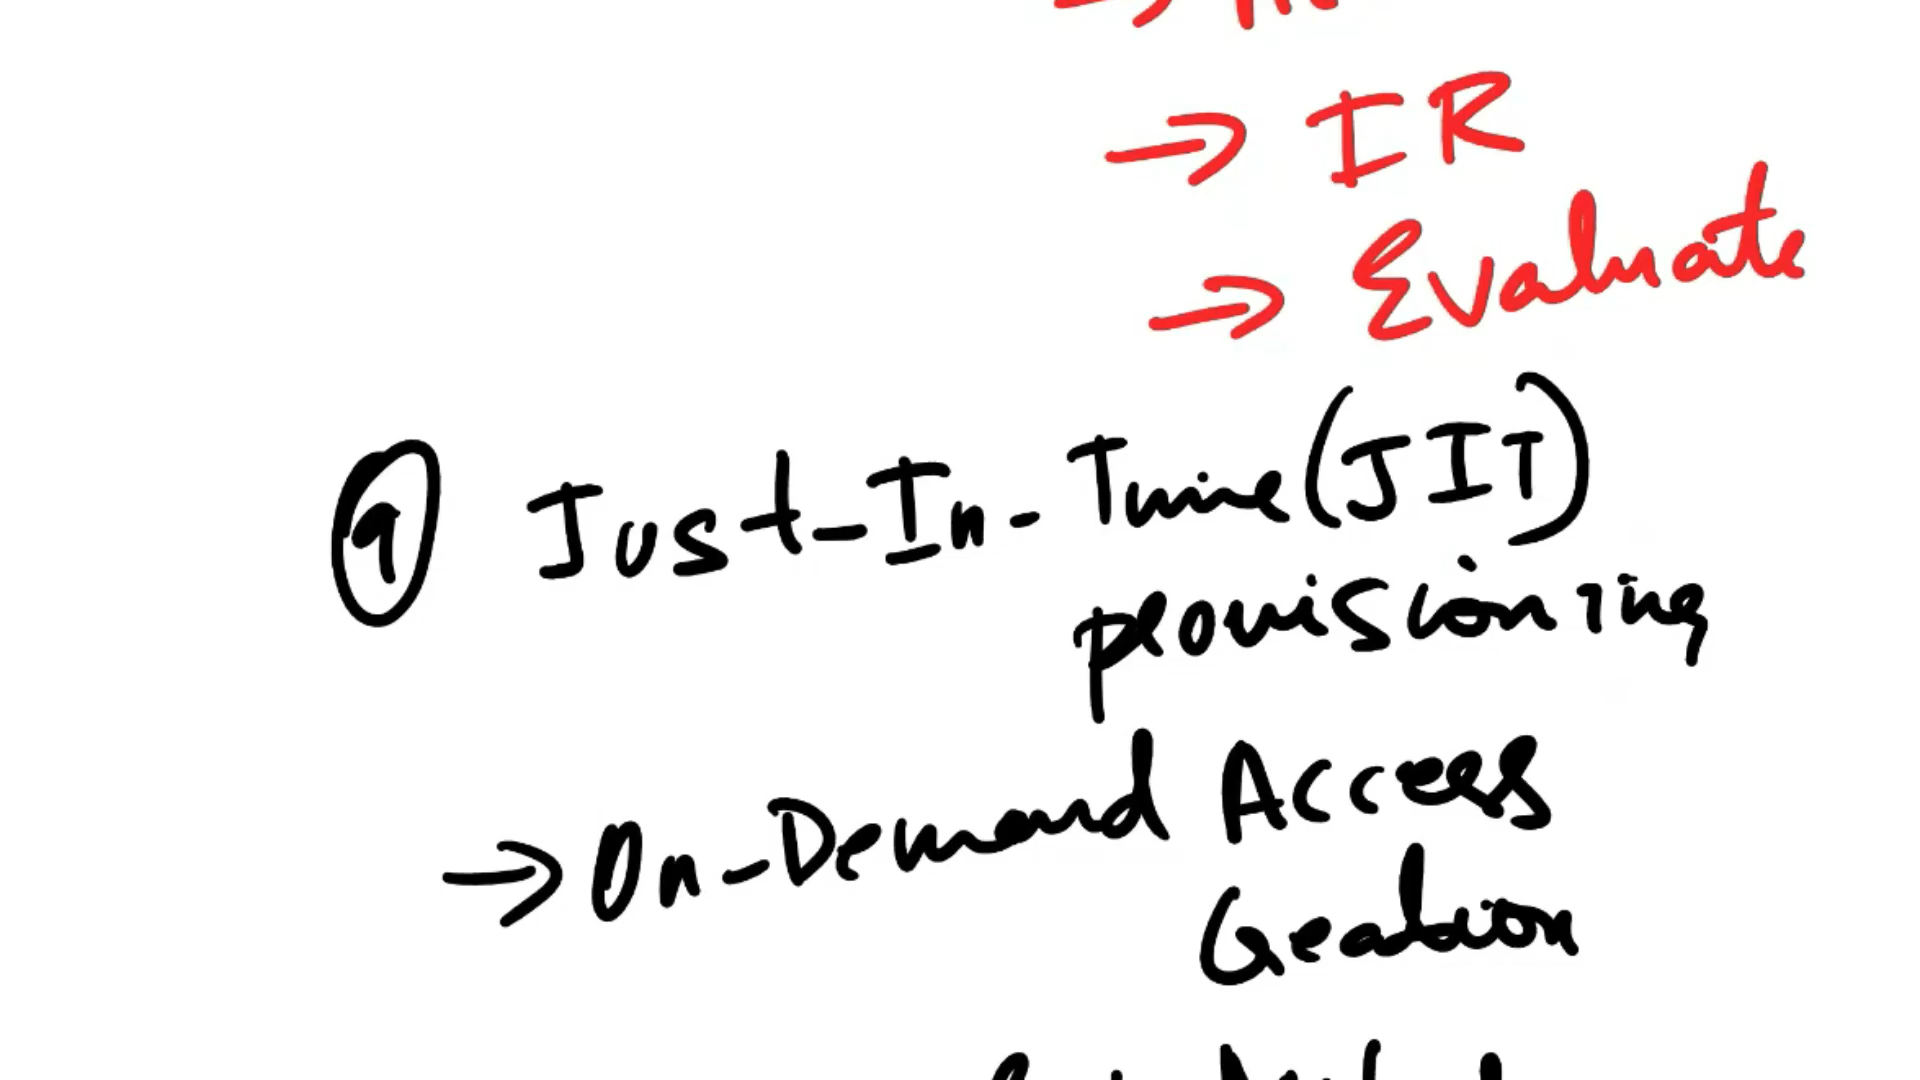 → IR
→ Evaluate
9 Just-In-Time (JIT)
provisioning
→ On-Demand Access
Creation